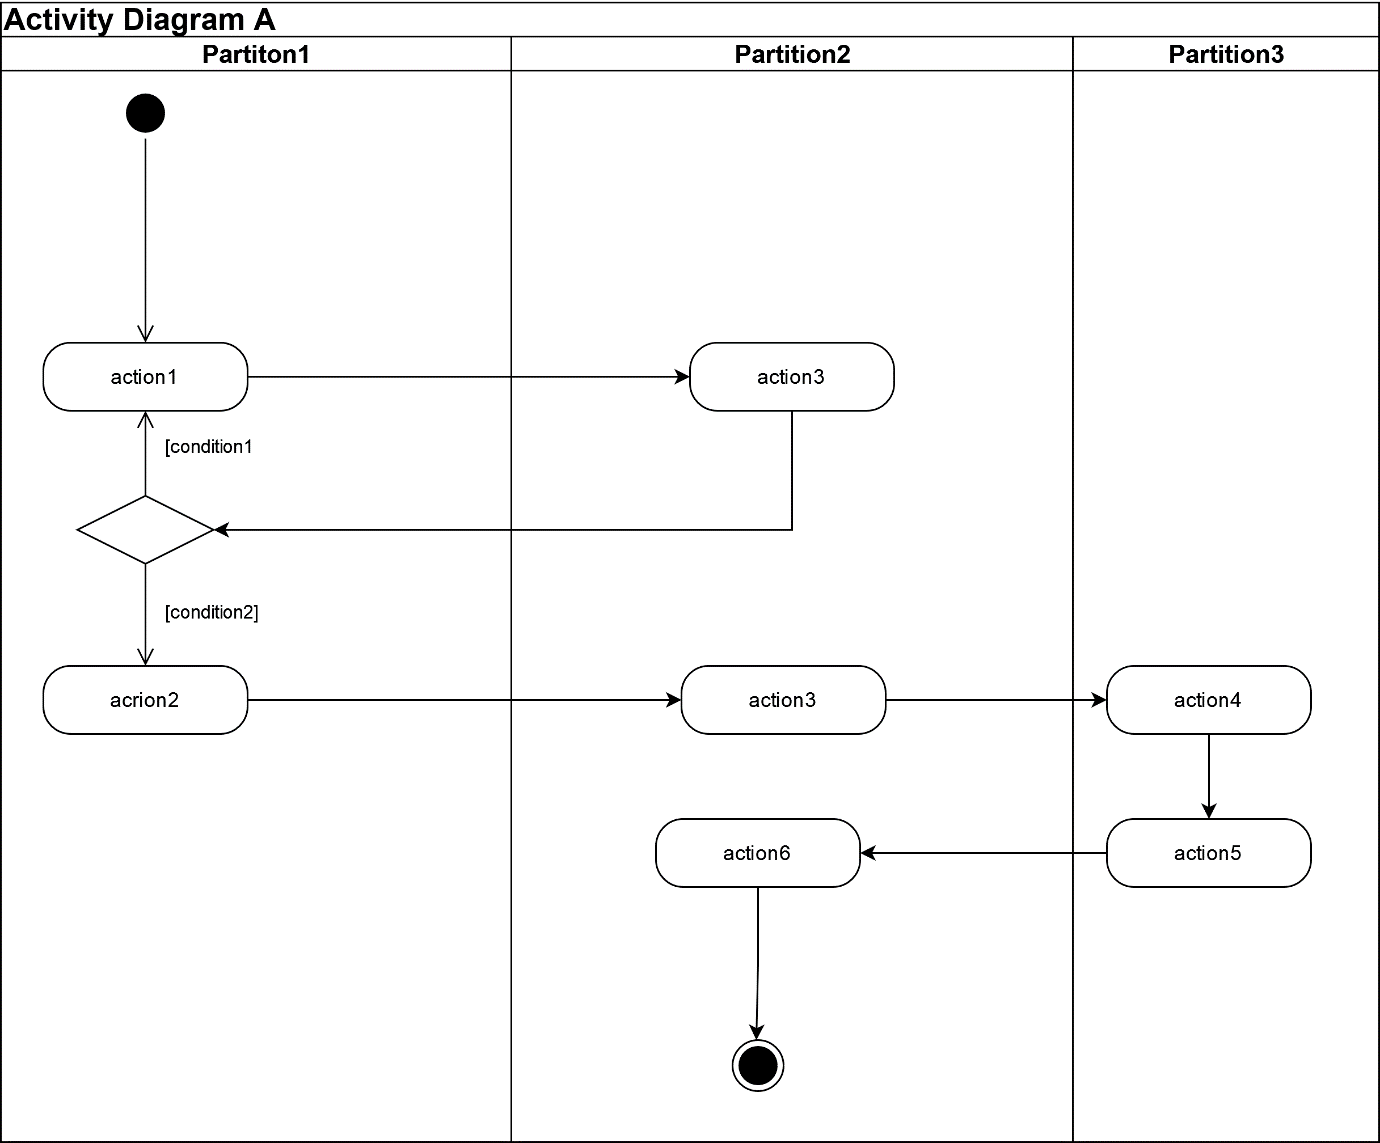 Activity Diagram A
Partiton1
Partition2
Partition3
action1
action3
[condition1
[condition2]
acrion2
action3
action4
action6
action5